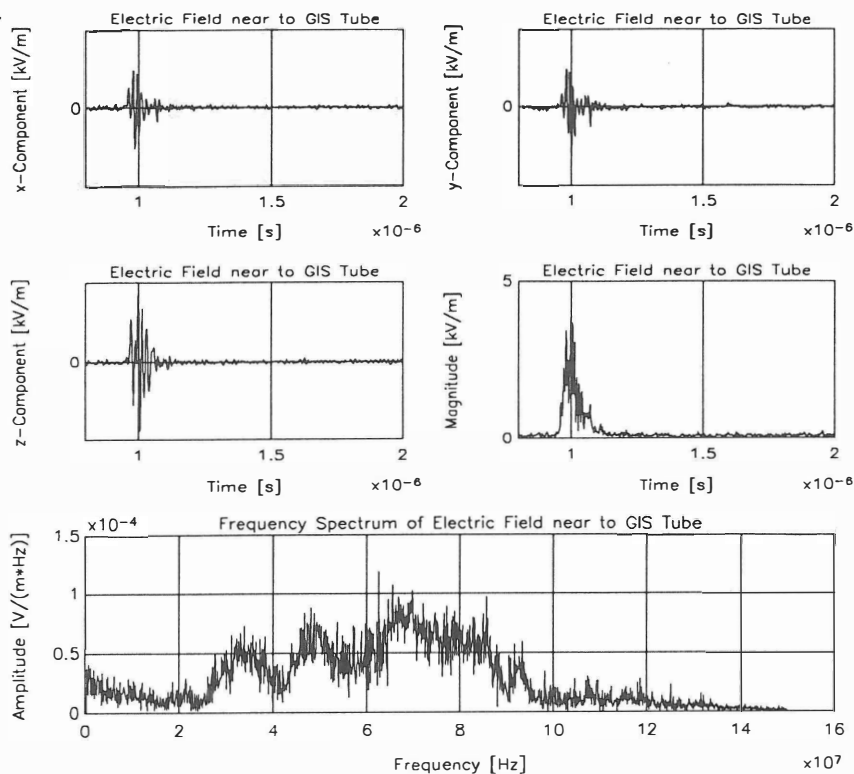 Electric Field near to GIS Tube
x-Component [kV/m]
0
1
1.5
2
Time [s]
×10-6
Electric Field near to GIS Tube
y-Component [kV/m]
0
1
1.5
2
Time [s]
×10-6
Electric Field near to GIS Tube
z-Component [kV/m]
0
1
1.5
2
Time [s]
×10-6
Electric Field near to GIS Tube
Magnitude [kV/m]
5
0
1
1.5
2
Time [s]
×10-6
×10-4
Frequency Spectrum of Electric Field near to GIS Tube
Amplitude [V/(m*Hz)]
1.5
1
0.5
0
0 2 4 6 8 10 12 14 16
Frequency [Hz]
×107